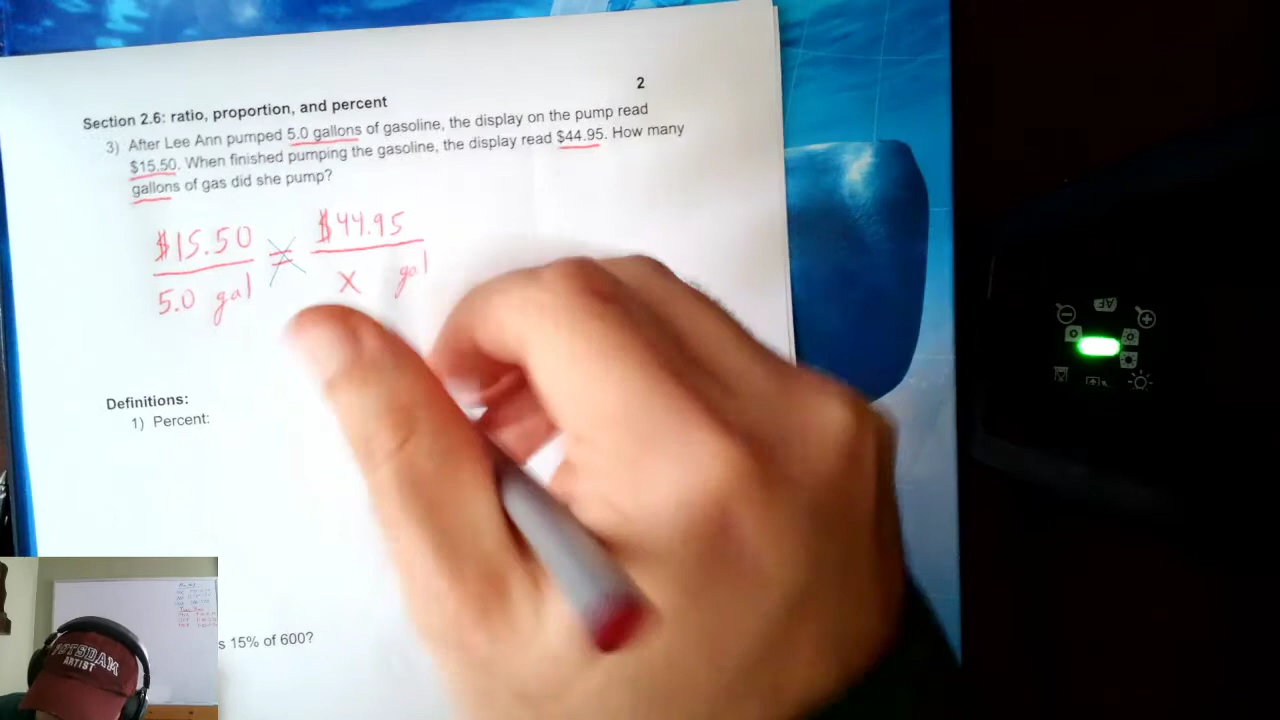 2
Section 2.6: ratio, proportion, and percent
3) After Lee Ann pumped 5.0 gallons of gasoline, the display on the pump read
$15.50. When finished pumping the gasoline, the display read $44.95. How many
gallons of gas did she pump?
$15.50 = $44.95
5.0 gal x gal
Definitions:
1) Percent:
s 15% of 600?
POTSDAM
ARTIST
AF